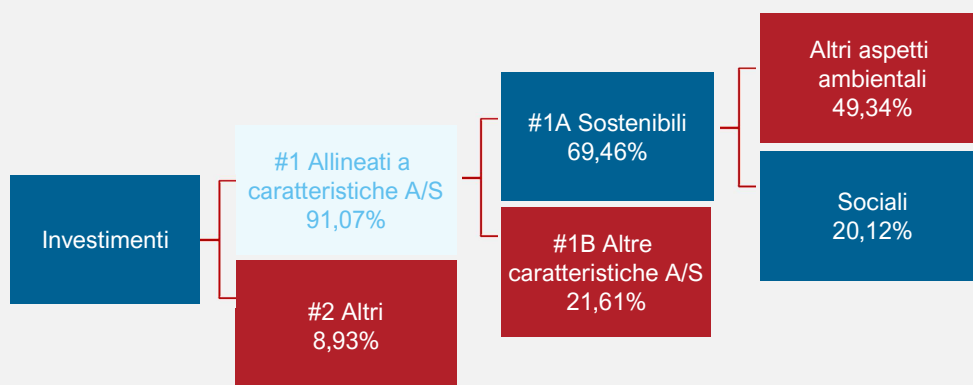 Investimenti
#1 Allineati a
caratteristiche A/S
91,07%
#2 Altri
8,93%
#1A Sostenibili
69,46%
#1B Altre
caratteristiche A/S
21,61%
Altri aspetti
ambientali
49,34%
Sociali
20,12%